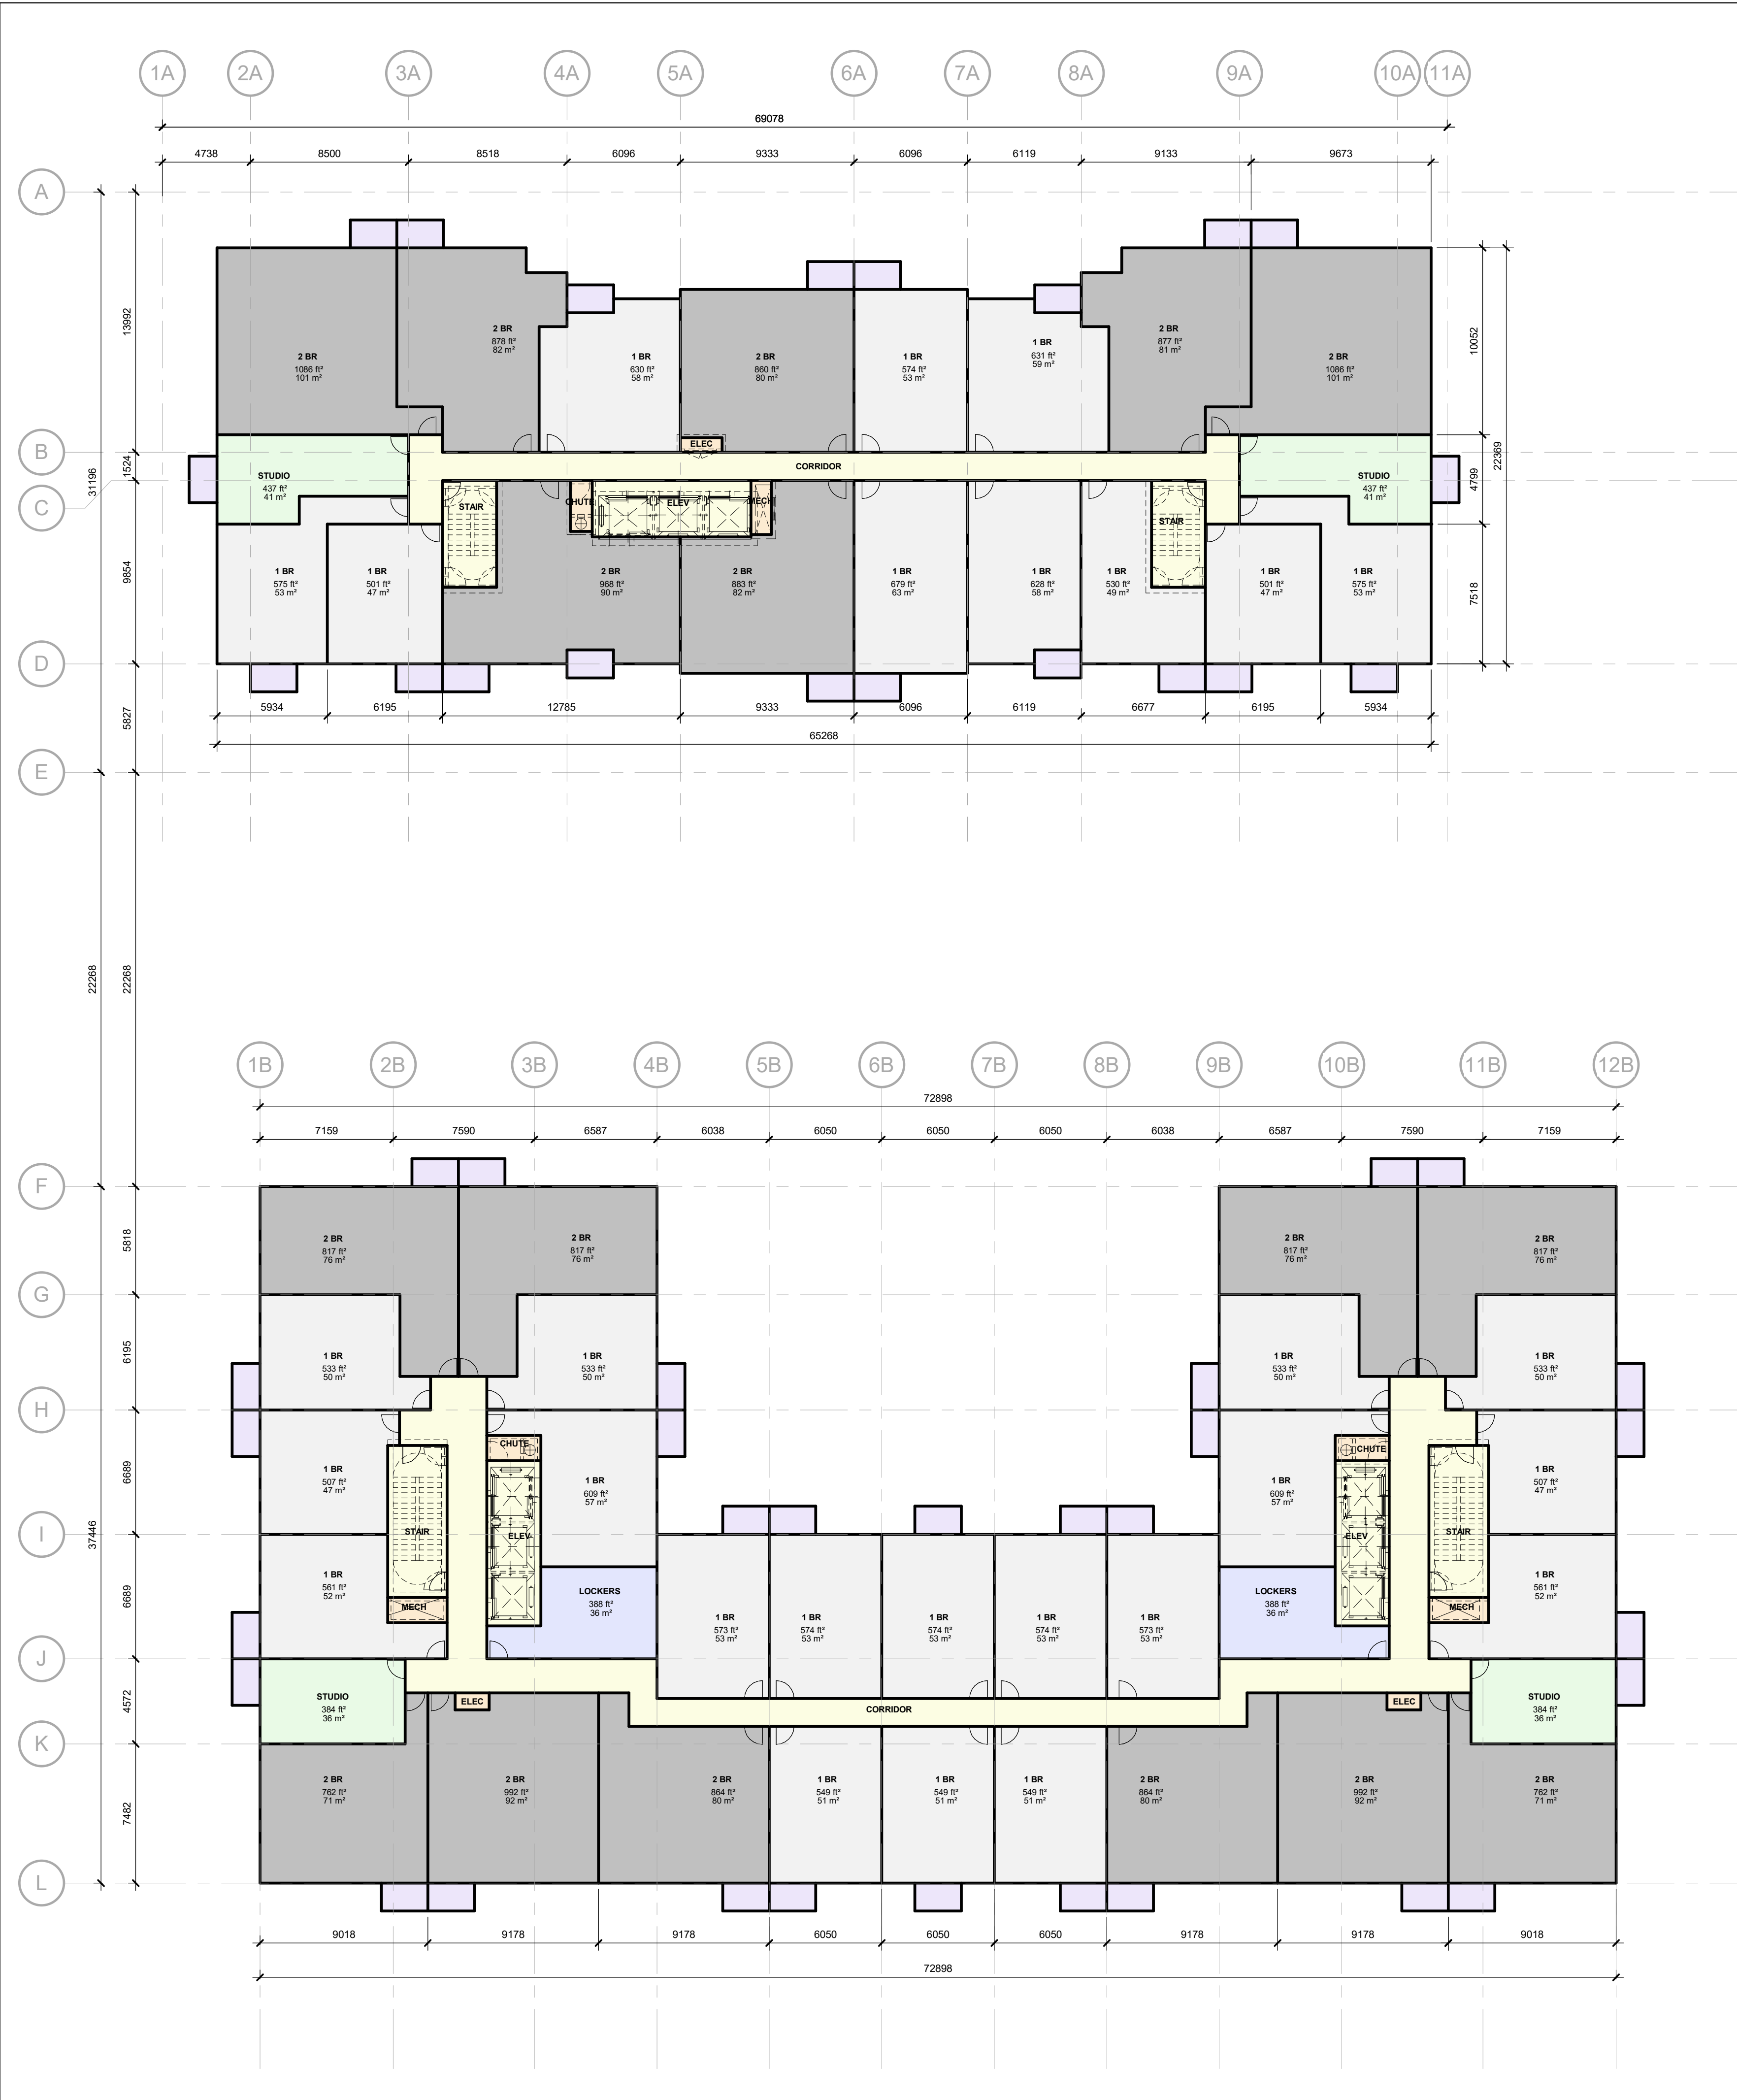 1A 2A 3A 4A 5A 6A 7A 8A 9A 10A 11A
69078
4738 8500 8518 6096 9333 6096 6119 9133 9673
A
13992
B
1524
31196
C
9854
D
5827
E
2 BR
1086 ft²
101 m²
2 BR
878 ft²
82 m²
1 BR
630 ft²
58 m²
2 BR
860 ft²
80 m²
1 BR
574 ft²
53 m²
1 BR
631 ft²
59 m²
2 BR
877 ft²
81 m²
2 BR
1086 ft²
101 m²
10052
22369
4799
7518
ELEC
CORRIDOR
STUDIO
437 ft²
41 m²
STAIR
CHUTE
ELEV
MECH
STAIR
STUDIO
437 ft²
41 m²
1 BR
575 ft²
53 m²
1 BR
501 ft²
47 m²
2 BR
968 ft²
90 m²
2 BR
883 ft²
82 m²
1 BR
679 ft²
63 m²
1 BR
628 ft²
58 m²
1 BR
530 ft²
49 m²
1 BR
501 ft²
47 m²
1 BR
575 ft²
53 m²
5934 6195 12785 9333 6096 6119 6677 6195 5934
65268
22268 22268
1B 2B 3B 4B 5B 6B 7B 8B 9B 10B 11B 12B
72898
7159 7590 6587 6038 6050 6050 6050 6038 6587 7590 7159
F
5818
G
6195
H
6689
37446
I
6689
J
4572
K
7482
L
2 BR
817 ft²
76 m²
2 BR
817 ft²
76 m²
2 BR
817 ft²
76 m²
2 BR
817 ft²
76 m²
1 BR
533 ft²
50 m²
1 BR
533 ft²
50 m²
1 BR
533 ft²
50 m²
1 BR
533 ft²
50 m²
CHUTE
CHUTE
1 BR
507 ft²
47 m²
1 BR
609 ft²
57 m²
1 BR
609 ft²
57 m²
1 BR
507 ft²
47 m²
STAIR
ELEV
ELEV
STAIR
1 BR
561 ft²
52 m²
MECH
LOCKERS
388 ft²
36 m²
LOCKERS
388 ft²
36 m²
MECH
1 BR
561 ft²
52 m²
1 BR
573 ft²
53 m²
1 BR
574 ft²
53 m²
1 BR
574 ft²
53 m²
1 BR
574 ft²
53 m²
1 BR
573 ft²
53 m²
STUDIO
384 ft²
36 m²
ELEC
CORRIDOR
ELEC
STUDIO
384 ft²
36 m²
2 BR
762 ft²
71 m²
2 BR
992 ft²
92 m²
2 BR
864 ft²
80 m²
1 BR
549 ft²
51 m²
1 BR
549 ft²
51 m²
1 BR
549 ft²
51 m²
2 BR
864 ft²
80 m²
2 BR
992 ft²
92 m²
2 BR
762 ft²
71 m²
9018 9178 9178 6050 6050 6050 9178 9178 9018
72898